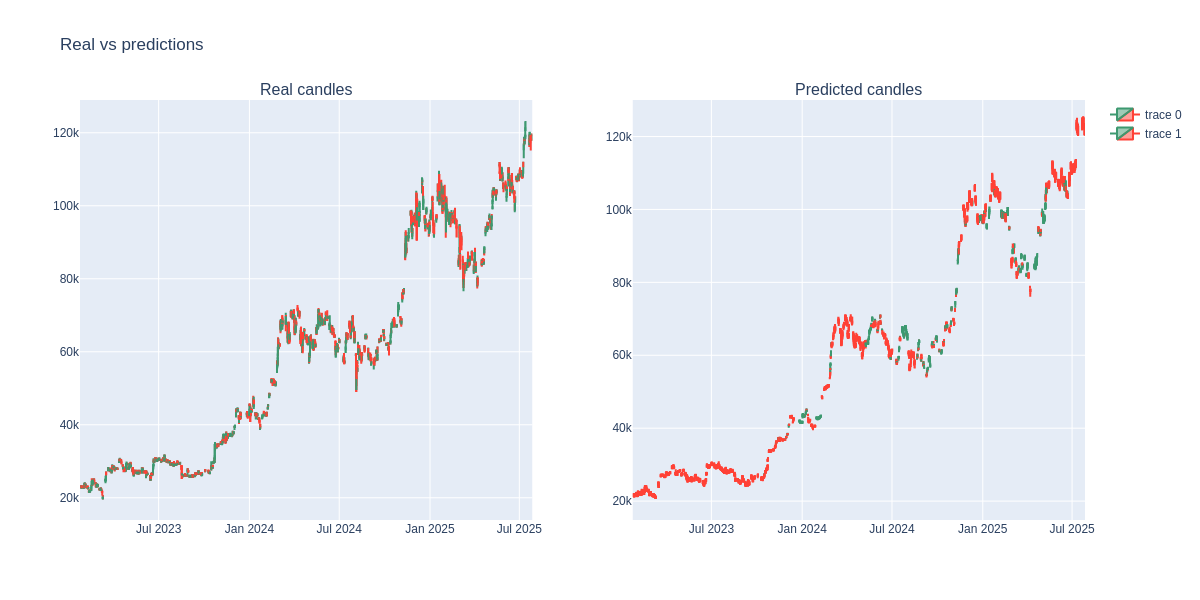 Real vs predictions
Real candles
120k
100k
80k
60k
40k
20k
Jul 2023
Jan 2024
Jul 2024
Jan 2025
Jul 2025
Predicted candles
120k
100k
80k
60k
40k
20k
Jul 2023
Jan 2024
Jul 2024
Jan 2025
Jul 2025
trace 0
trace 1